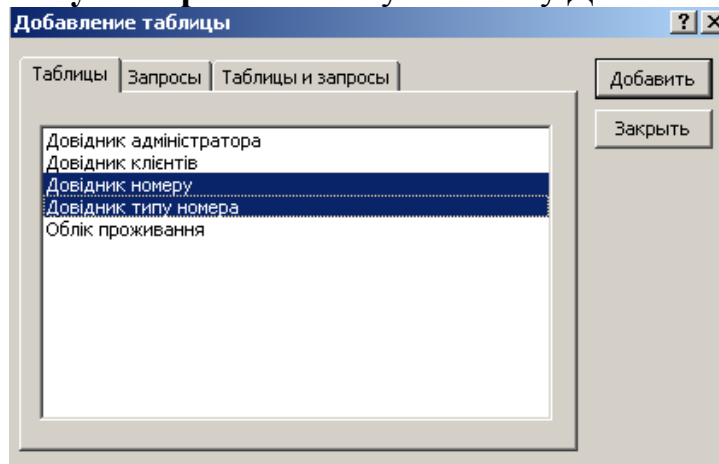 Добавление таблицы
Таблицы Запросы Таблицы и запросы
Добавить
Закрыть
Довідник адміністратора
Довідник клієнтів
Довідник номеру
Довідник типу номера
Облік проживання